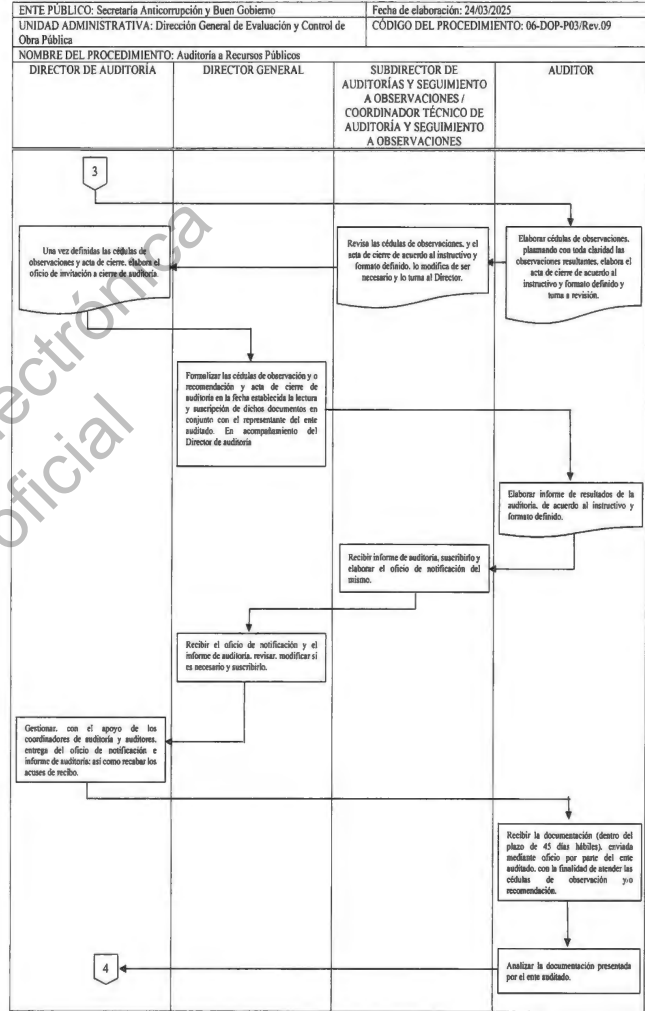 ENTE PÚBLICO: Secretaría Anticorrupción y Buen Gobierno
Fecha de elaboración: 24/03/2025
UNIDAD ADMINISTRATIVA: Dirección General de Evaluación y Control de
Obra Pública
CÓDIGO DEL PROCEDIMIENTO: 06-DOP-P03/Rev.09
NOMBRE DEL PROCEDIMIENTO: Auditoría a Recursos Públicos
DIRECTOR DE AUDITORÍA
DIRECTOR GENERAL
SUBDIRECTOR DE
AUDITORÍAS Y SEGUIMIENTO
A OBSERVACIONES /
COORDINADOR TÉCNICO DE
AUDITORÍA Y SEGUIMIENTO
A OBSERVACIONES
AUDITOR
3
Elaborar cédulas de observaciones,
plasmando con toda claridad las
observaciones resultantes, elabora el
acta de cierre de acuerdo al
instructivo y formato definido y
turna a revisión.
Revisa las cédulas de observaciones, y el
acta de cierre de acuerdo al instructivo y
formato definido, lo modifica de ser
necesario y lo turna al Director.
Una vez definidas las cédulas de
observaciones y acta de cierre, elabora el
oficio de invitación a cierre de auditoría.
Formalizar las cédulas de observación y o
recomendación y acta de cierre de
auditoría en la fecha establecida la lectura
y suscripción de dichos documentos en
conjunto con el representante del ente
auditado. En acompañamiento del
Director de auditoría
Elaborar informe de resultados de la
auditoría, de acuerdo al instructivo y
formato definido.
Recibir informe de auditoría, suscribirlo y
elaborar el oficio de notificación del
mismo.
Recibir el oficio de notificación y el
informe de auditoría, revisar, modificar si
es necesario y suscribirlo.
Gestionar, con el apoyo de los
coordinadores de auditoría y auditores,
entrega del oficio de notificación e
informe de auditoría; así como recabar los
acuses de recibo.
Recibir la documentación (dentro del
plazo de 45 días hábiles), enviada
mediante oficio por parte del ente
auditado, con la finalidad de atender las
cédulas de observación y/o
recomendación.
Analizar la documentación presentada
por el ente auditado.
4
ectrónica
oficial